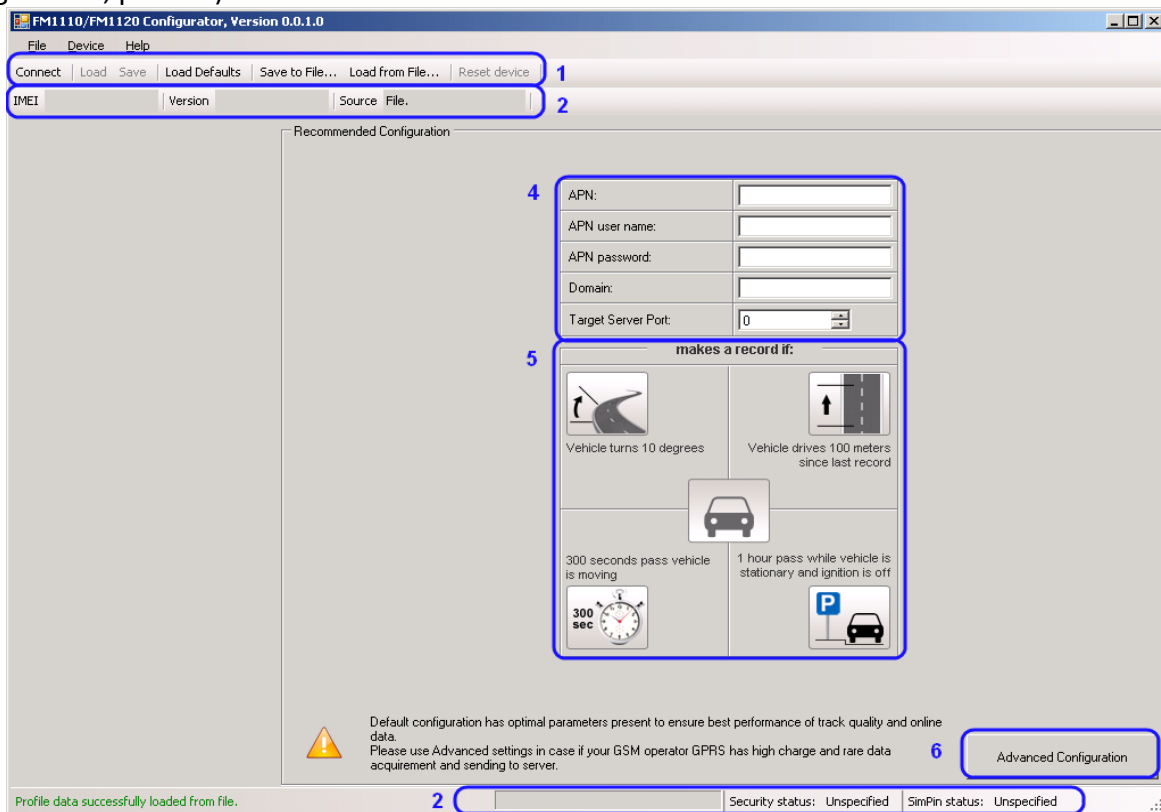 FM1110/FM1120 Configurator, Version 0.0.1.0
File Device Help
Connect Load Save Load Defaults Save to File... Load from File... Reset device 1
IMEI Version Source File. 2
Recommended Configuration
4 APN:
APN user name:
APN password:
Domain:
Target Server Port: 0
5 makes a record if:
Vehicle turns 10 degrees
Vehicle drives 100 meters
since last record
300 seconds pass vehicle
is moving
1 hour pass while vehicle is
stationary and ignition is off
300
sec
P
Default configuration has optimal parameters present to ensure best performance of track quality and online
data.
Please use Advanced settings in case if your GSM operator GPRS has high charge and rare data
acquirement and sending to server.
6 Advanced Configuration
Profile data successfully loaded from file. 2 Security status: Unspecified SimPin status: Unspecified